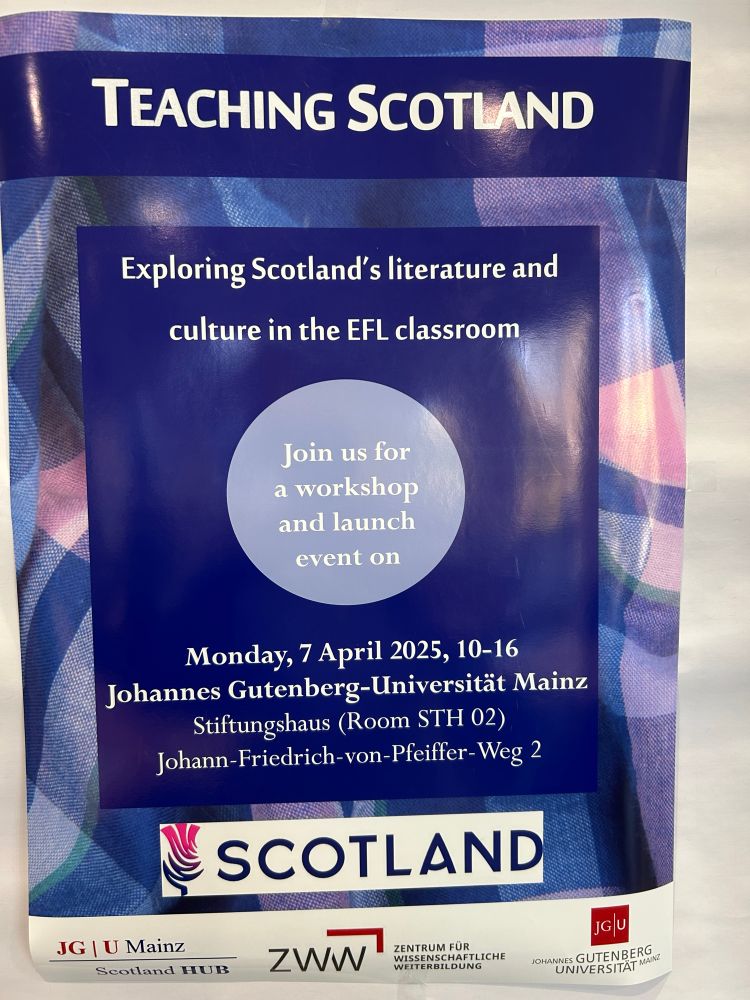 TEACHING SCOTLAND
Exploring Scotland's literature and
culture in the EFL classroom
Join us for
a workshop
and launch
event on
Monday, 7 April 2025, 10-16
Johannes Gutenberg-Universität Mainz
Stiftungshaus (Room STH 02)
Johann-Friedrich-von-Pfeiffer-Weg 2
SCOTLAND
JG|U Mainz
Scotland HUB
ZWW
ZENTRUM FÜR
WISSENSCHAFTLICHE
WEITERBILDUNG
JG|U
JOHANNES GUTENBERG
UNIVERSITÄT MAINZ